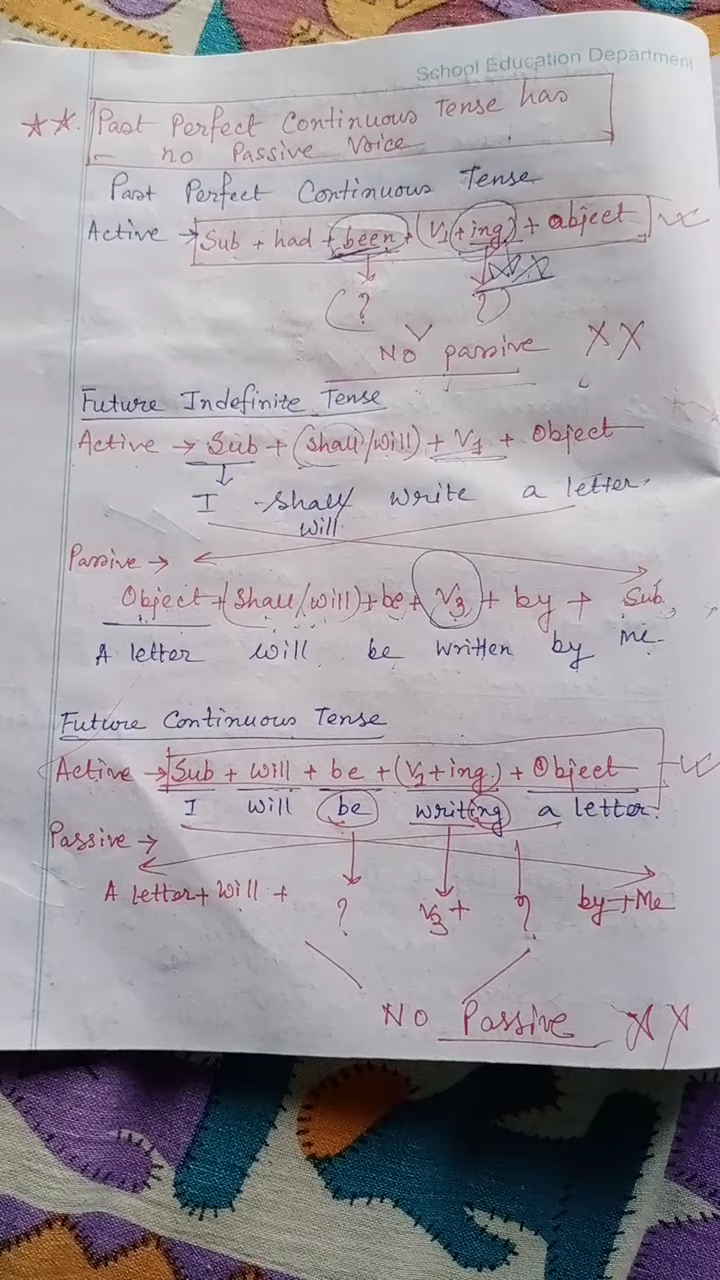 School Education Department
☆☆. Past Perfect Continuous Tense has
no Passive Voice
Past Perfect Continuous Tense
Active → Sub + had + been + (V1 + ing) + object
(? ?)
No passive XX
Future Indefinite Tense
Active → Sub + (shall/will) + V1 + Object
I shall write a letter.
will
Passive →
Object + (Shall/will) + be + V3 + by + Sub
A letter will be written by me
Future Continuous Tense
Active → Sub + will + be + (V1+ing) + Object
I will be writing a letter.
Passive →
A letter + will + ? V3 + ? by → Me
NO Passive XX